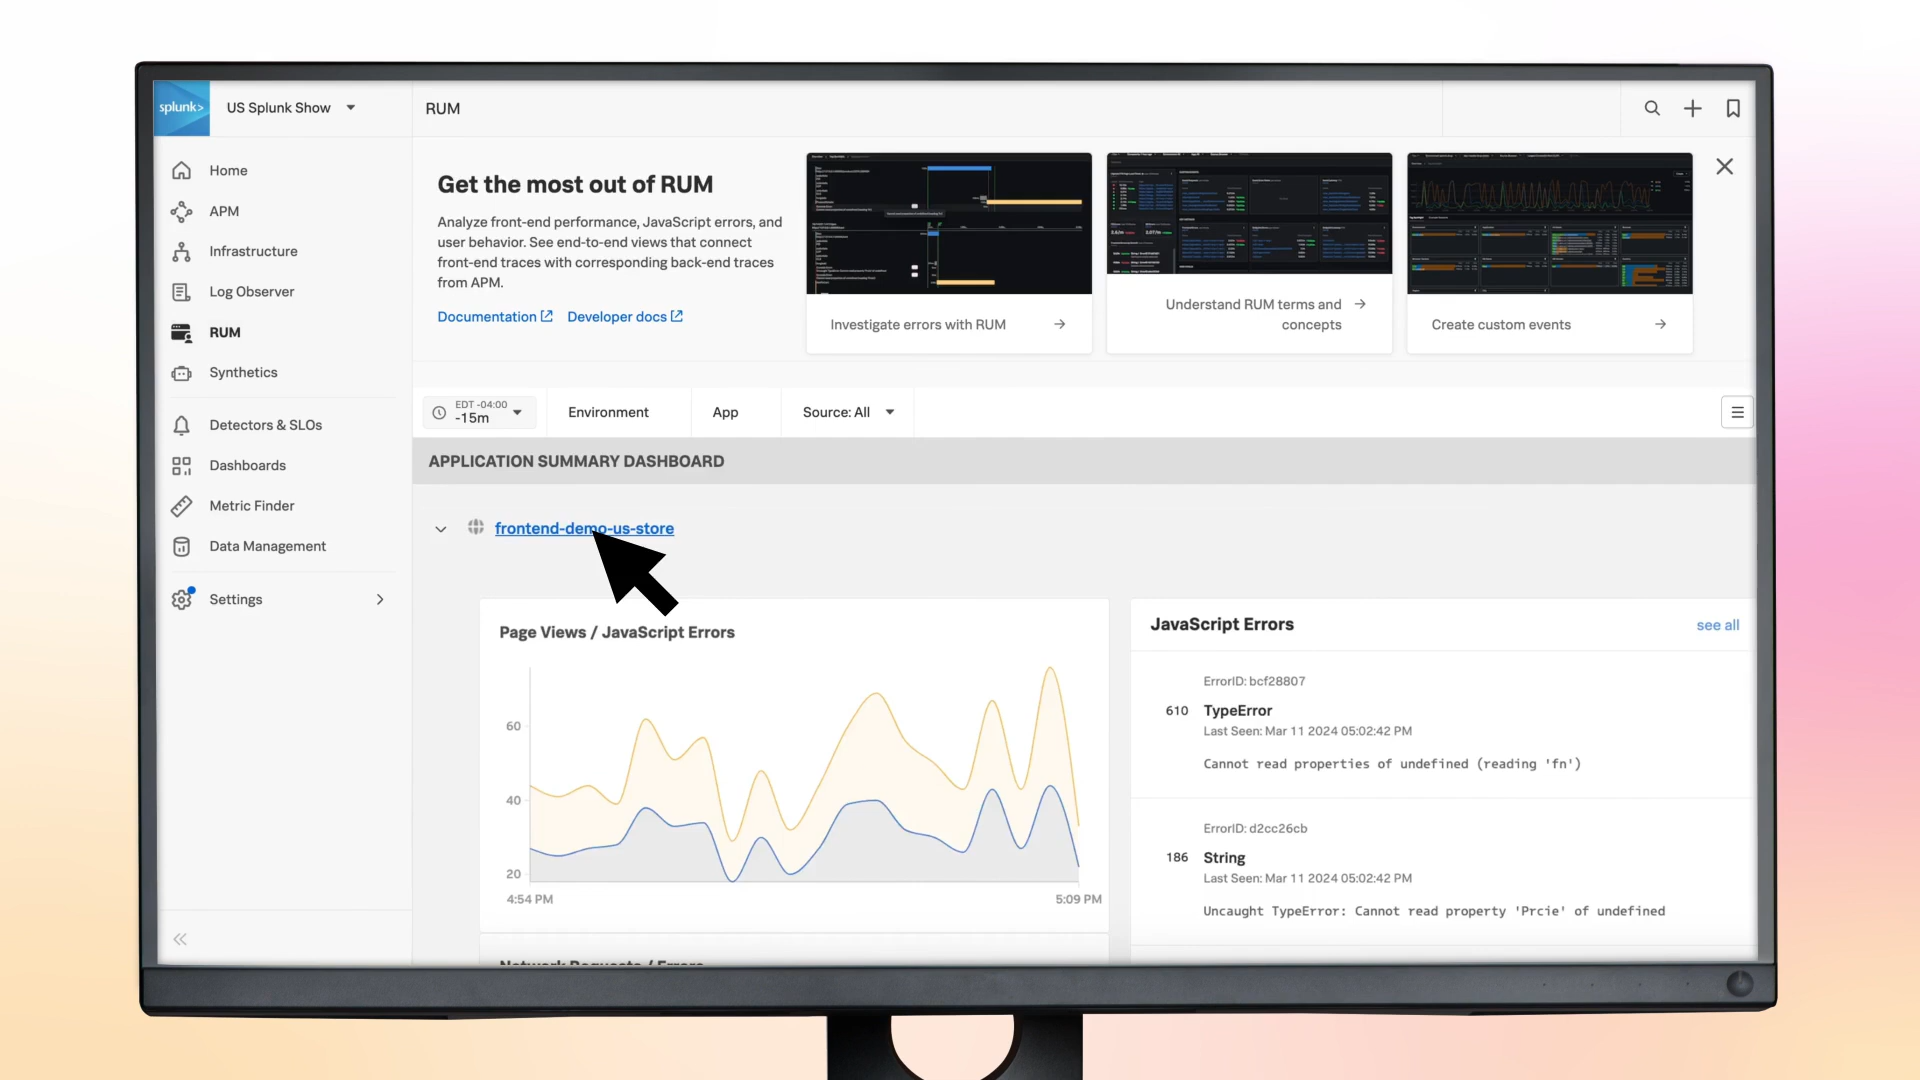 splunk>
US Splunk Show
RUM
Home
APM
Infrastructure
Log Observer
RUM
Synthetics
Detectors & SLOs
Dashboards
Metric Finder
Data Management
Settings
Get the most out of RUM
Analyze front-end performance, JavaScript errors, and
user behavior. See end-to-end views that connect
front-end traces with corresponding back-end traces
from APM.
Documentation
Developer docs
Investigate errors with RUM
Understand RUM terms and
concepts
Create custom events
EDT -04:00
-15m
Environment
App
Source: All
APPLICATION SUMMARY DASHBOARD
frontend-demo-us-store
Page Views / JavaScript Errors
60
40
20
4:54 PM
5:09 PM
Network Requests / Errors
JavaScript Errors
see all
ErrorID: bcf28807
610
TypeError
Last Seen: Mar 11 2024 05:02:42 PM
Cannot read properties of undefined (reading 'fn')
ErrorID: d2cc26cb
186
String
Last Seen: Mar 11 2024 05:02:42 PM
Uncaught TypeError: Cannot read property 'Prcie' of undefined